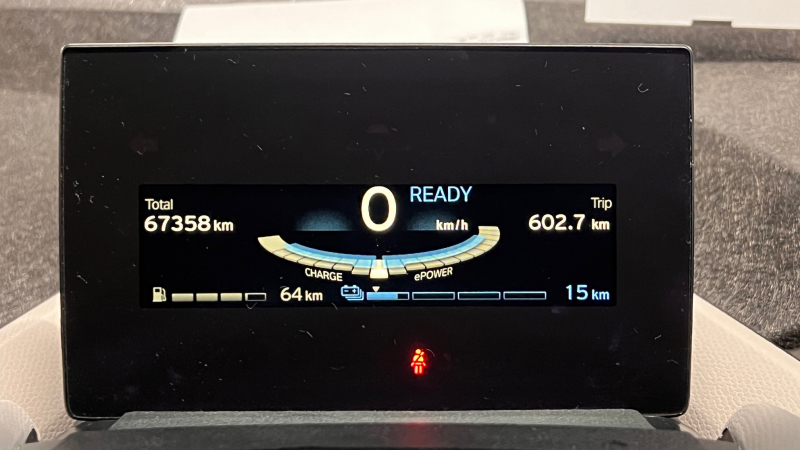 READY
Total
0
Trip
67358 km
km/h
602.7 km
CHARGE
ePOWER
64 km
15 km